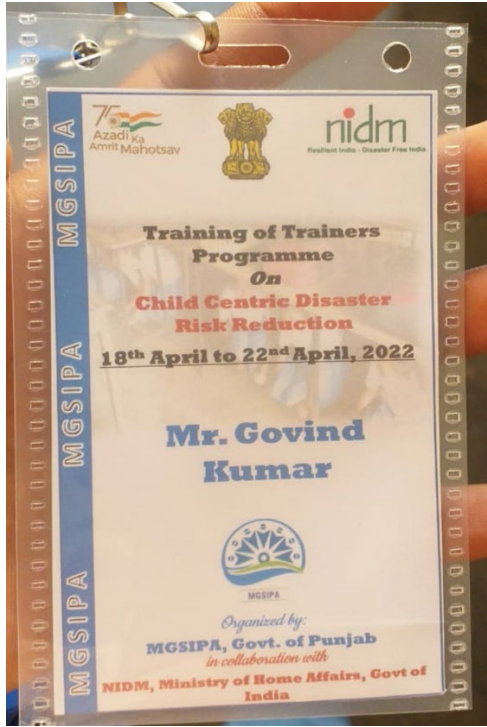 75
Azadi Ka
Amrit Mahotsav
nidm
Resilient India - Disaster Free India
MGSIPA
MGSIPA
MGSIPA
Training of Trainers
Programme
On
Child Centric Disaster
Risk Reduction
18th April to 22nd April, 2022
Mr. Govind
Kumar
MGSIPA
Organized by:
MGSIPA, Govt. of Punjab
in collaboration with
NIDM, Ministry of Home Affairs, Govt of
India